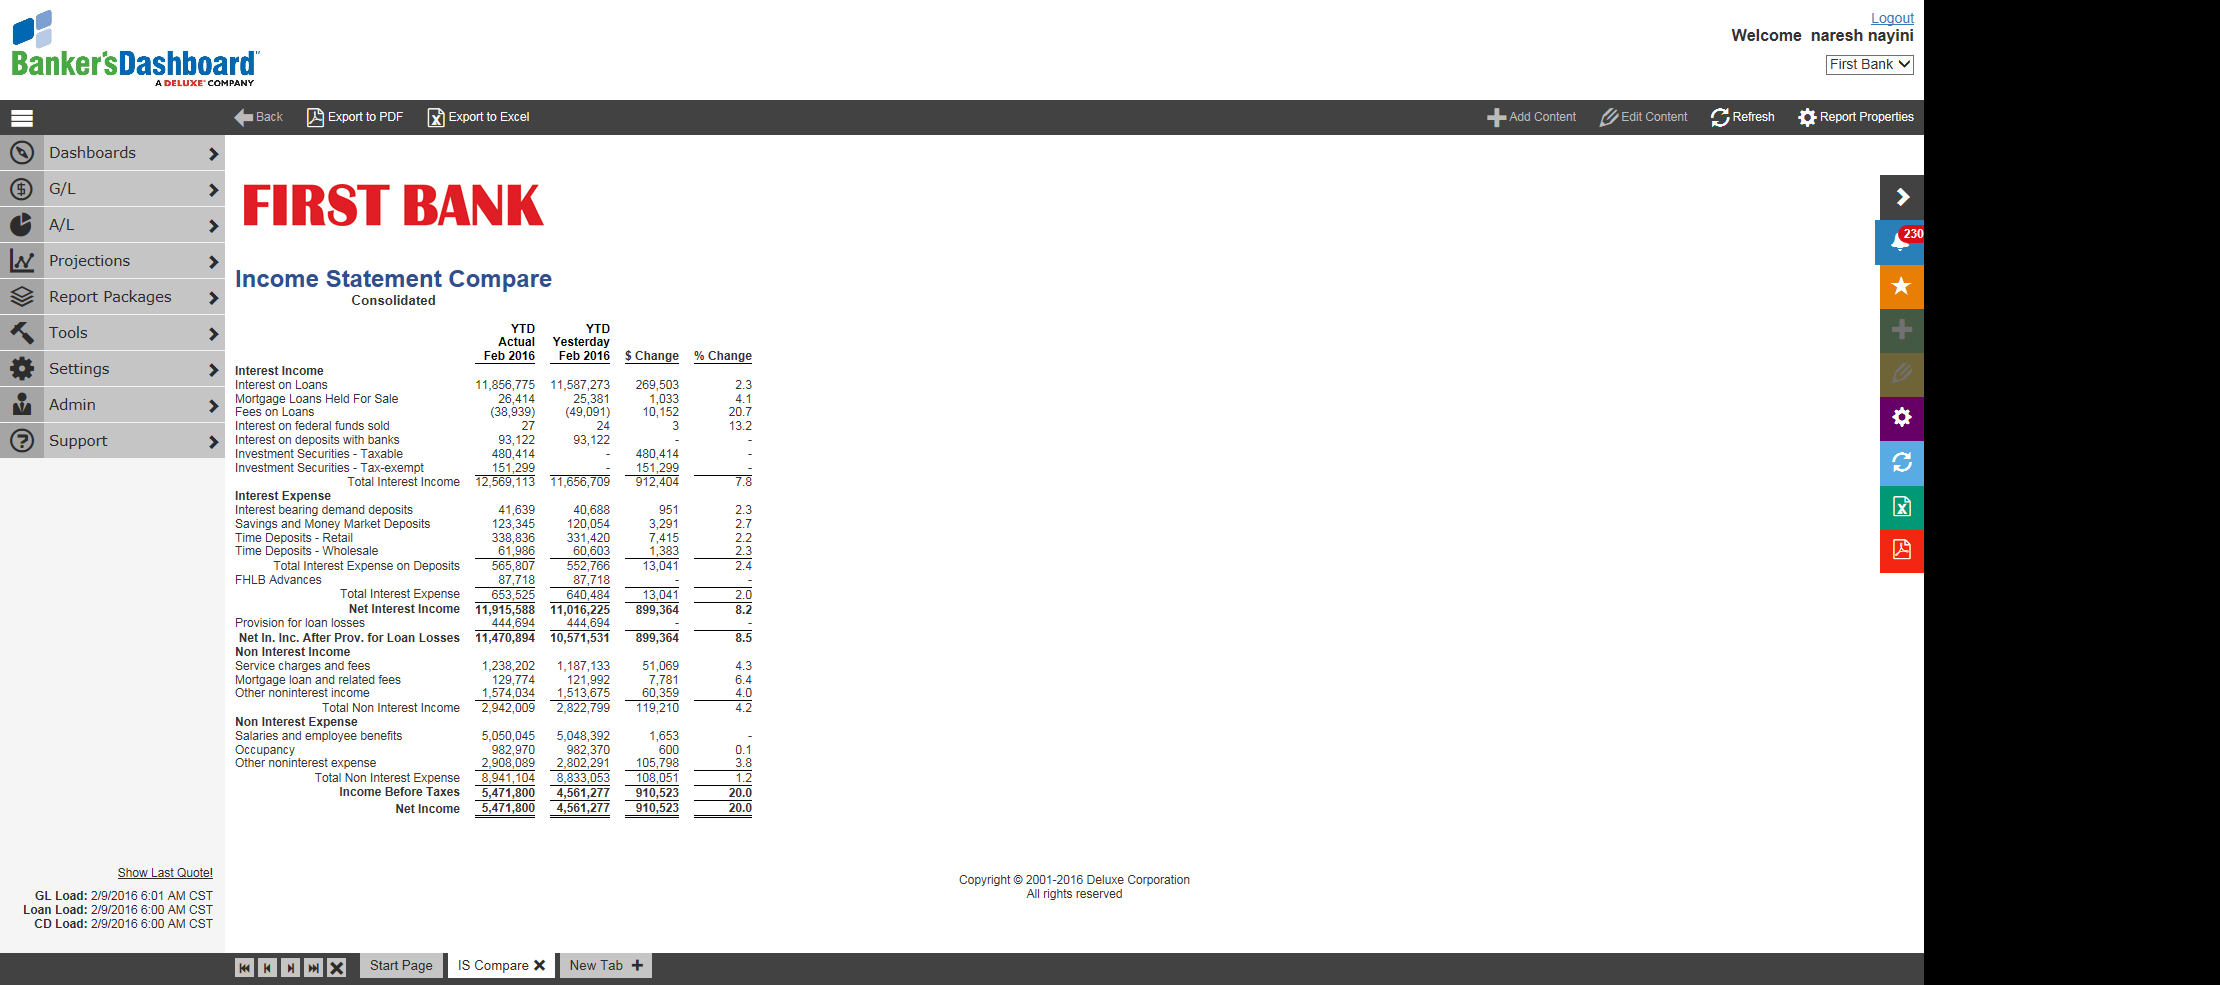 Banker'sDashboard
A DELUXE COMPANY
Logout
Welcome naresh nayini
First Bank
Back Export to PDF Export to Excel Add Content Edit Content Refresh Report Properties
Dashboards
G/L
A/L
Projections
Report Packages
Tools
Settings
Admin
Support
230
FIRST BANK
Income Statement Compare
Consolidated
YTD YTD
Actual Yesterday
Feb 2016 Feb 2016 $ Change % Change
Interest Income
Interest on Loans 11,856,775 11,587,273 269,503 2.3
Mortgage Loans Held For Sale 26,414 25,381 1,033 4.1
Fees on Loans (38,939) (49,091) 10,152 20.7
Interest on federal funds sold 27 24 3 13.2
Interest on deposits with banks 93,122 93,122 - -
Investment Securities - Taxable 480,414 - 480,414 -
Investment Securities - Tax-exempt 151,299 - 151,299 -
Total Interest Income 12,569,113 11,656,709 912,404 7.8
Interest Expense
Interest bearing demand deposits 41,639 40,688 951 2.3
Savings and Money Market Deposits 123,345 120,054 3,291 2.7
Time Deposits - Retail 338,836 331,420 7,415 2.2
Time Deposits - Wholesale 61,986 60,603 1,383 2.3
Total Interest Expense on Deposits 565,807 552,766 13,041 2.4
FHLB Advances 87,718 87,718 - -
Total Interest Expense 653,525 640,484 13,041 2.0
Net Interest Income 11,915,588 11,016,225 899,364 8.2
Provision for loan losses 444,694 444,694 - -
Net In. Inc. After Prov. for Loan Losses 11,470,894 10,571,531 899,364 8.5
Non Interest Income
Service charges and fees 1,238,202 1,187,133 51,069 4.3
Mortgage loan and related fees 129,774 121,992 7,781 6.4
Other noninterest income 1,574,034 1,513,675 60,359 4.0
Total Non Interest Income 2,942,009 2,822,799 119,210 4.2
Non Interest Expense
Salaries and employee benefits 5,050,045 5,048,392 1,653 -
Occupancy 982,970 982,370 600 0.1
Other noninterest expense 2,908,089 2,802,291 105,798 3.8
Total Non Interest Expense 8,941,104 8,833,053 108,051 1.2
Income Before Taxes 5,471,800 4,561,277 910,523 20.0
Net Income 5,471,800 4,561,277 910,523 20.0
Show Last Quote!
GL Load: 2/9/2016 6:01 AM CST
Loan Load: 2/9/2016 6:00 AM CST
CD Load: 2/9/2016 6:00 AM CST
Copyright © 2001-2016 Deluxe Corporation
All rights reserved
Start Page IS Compare New Tab